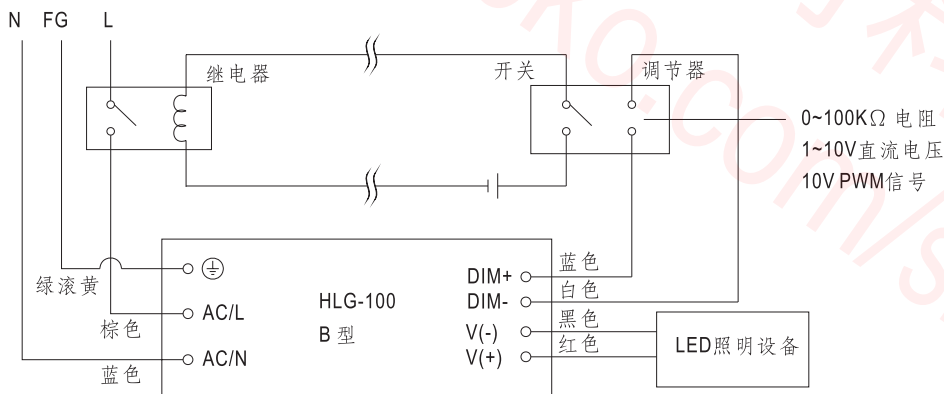 N FG L
继电器
开关
调节器
0~100KΩ 电阻
1~10V直流电压
10V PWM信号
绿滚黄
棕色
蓝色
AC/L
AC/N
HLG-100
B 型
DIM+
DIM-
V(-)
V(+)
蓝色
白色
黑色
红色
LED照明设备